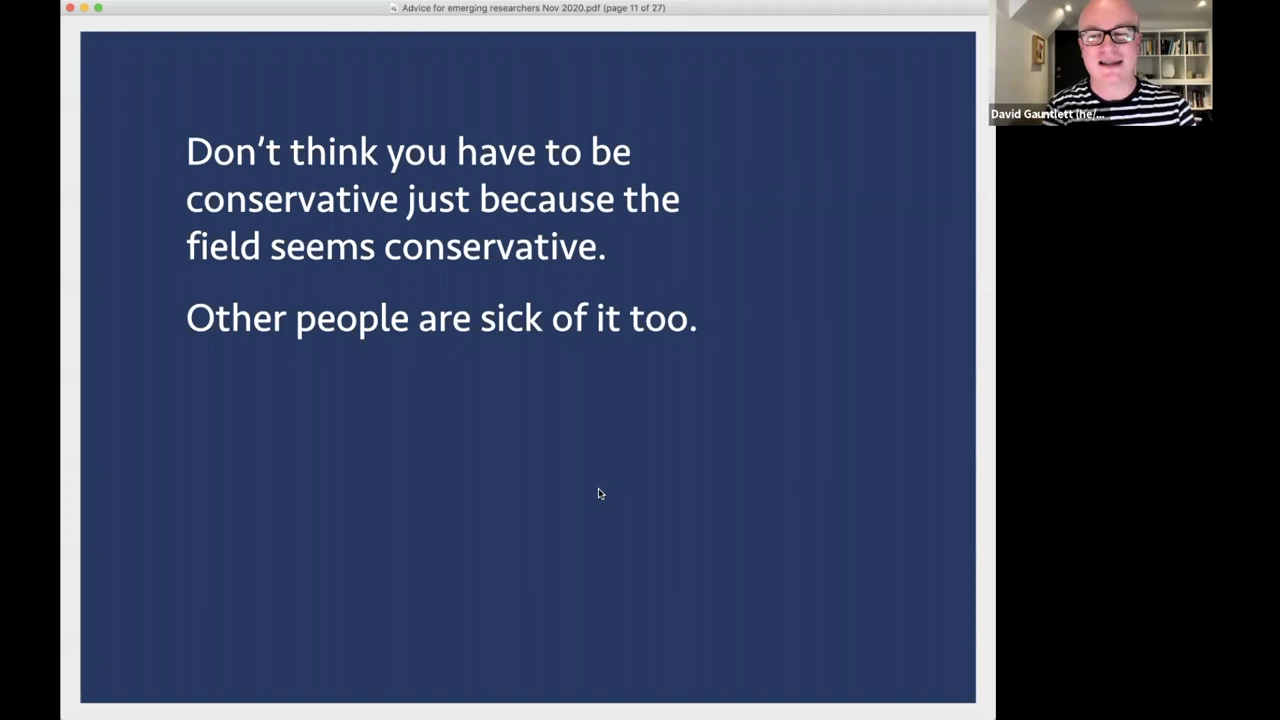 Advice for emerging researchers Nov 2020.pdf (page 11 of 27)
Don’t think you have to be
conservative just because the
field seems conservative.
Other people are sick of it too.
David Gauntlett (he/...